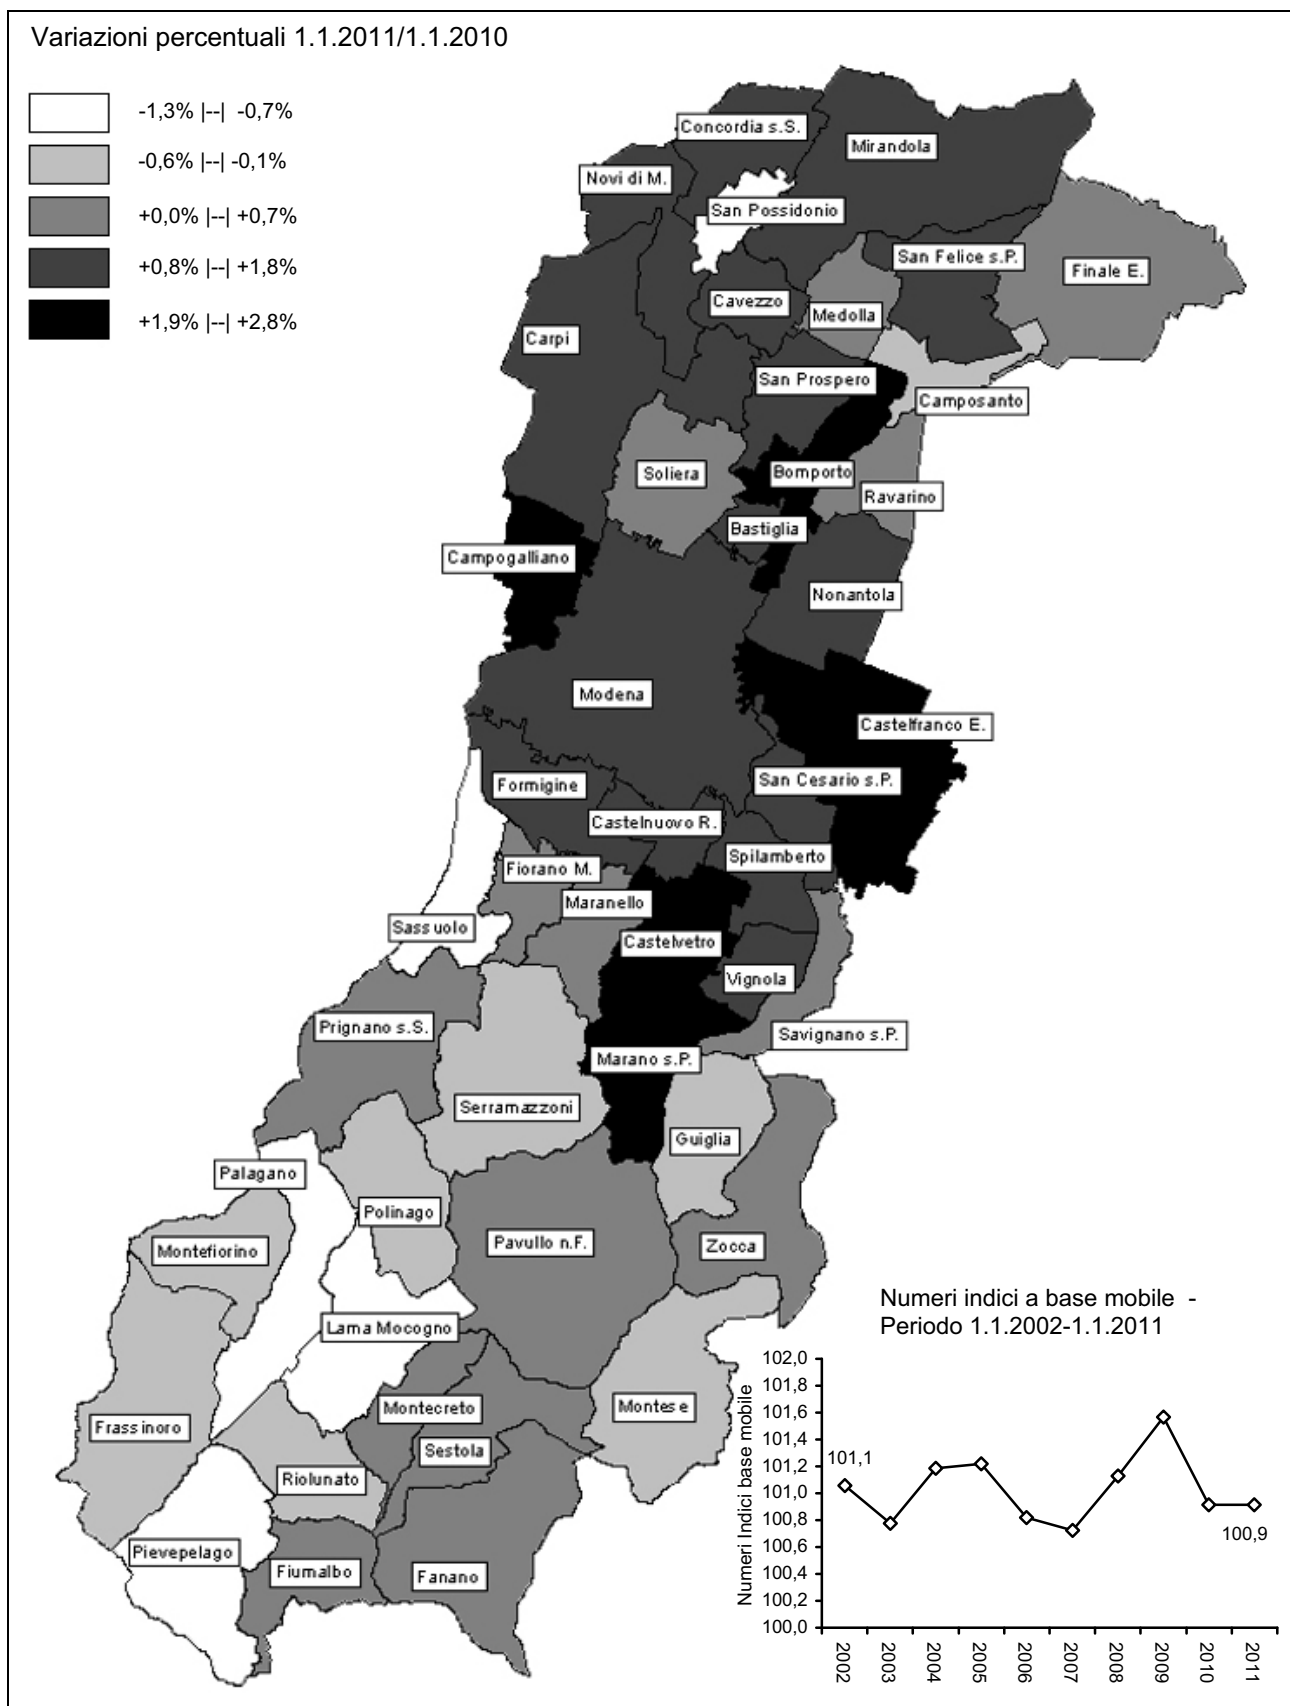 Variazioni percentuali 1.1.2011/1.1.2010
-1,3% |--| -0,7%
-0,6% |--| -0,1%
+0,0% |--| +0,7%
+0,8% |--| +1,8%
+1,9% |--| +2,8%
Concordia s.S.
Mirandola
Novi di M.
San Possidonio
San Felice s.P.
Finale E.
Cavezzo
Medolla
Carpi
San Prospero
Camposanto
Soliera
Bomporto
Ravarino
Bastiglia
Campogalliano
Nonantola
Modena
Castelfranco E.
San Cesario s.P.
Formigine
Castelnuovo R.
Spilamberto
Fiorano M.
Maranello
Sassuolo
Castelvetro
Vignola
Prignano s.S.
Savignano s.P.
Marano s.P.
Serramazzoni
Guiglia
Palagano
Polinago
Montefiorino
Pavullo n.F.
Zocca
Lama Mocogno
Montecreto
Montese
Frassinoro
Sestola
Riolunato
Pievepelago
Fiumalbo
Fanano
Numeri indici a base mobile -
Periodo 1.1.2002-1.1.2011
Numeri Indici base mobile
102,0
101,8
101,6
101,4
101,2
101,0
100,8
100,6
100,4
100,2
100,0
101,1
100,9
2002
2003
2004
2005
2006
2007
2008
2009
2010
2011